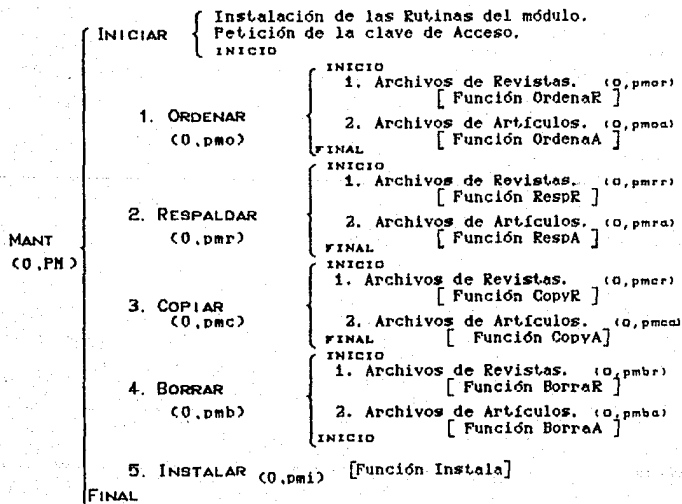 Instalación de las Rutinas del módulo.
INICIAR Petición de la clave de Acceso.
INICIO
INICIO
1. Archivos de Revistas. (0,pmor)
1. ORDENAR [ Función OrdenaR ]
(0,pmo) 2. Archivos de Artículos. (0,pmoa)
FINAL [ Función OrdenaA ]
INICIO
1. Archivos de Revistas. (0,pmrr)
2. RESPALDAR [ Función RespR ]
(0,pmr) 2. Archivos de Artículos. (0,pmra)
MANT FINAL [ Función RespA ]
(0,PM) INICIO
1. Archivos de Revistas. (0,pmcr)
3. COPIAR [ Función CopyR ]
(0,pmc) 2. Archivos de Artículos. (0,pmca)
FINAL [ Función CopyA]
INICIO
1. Archivos de Revistas. (0,pmbr)
4. BORRAR [ Función BorraR ]
(0,pmb) 2. Archivos de Artículos. (0,pmba)
INICIO [ Función BorraA ]
5. INSTALAR (0,pmi) [Función Instala]
FINAL